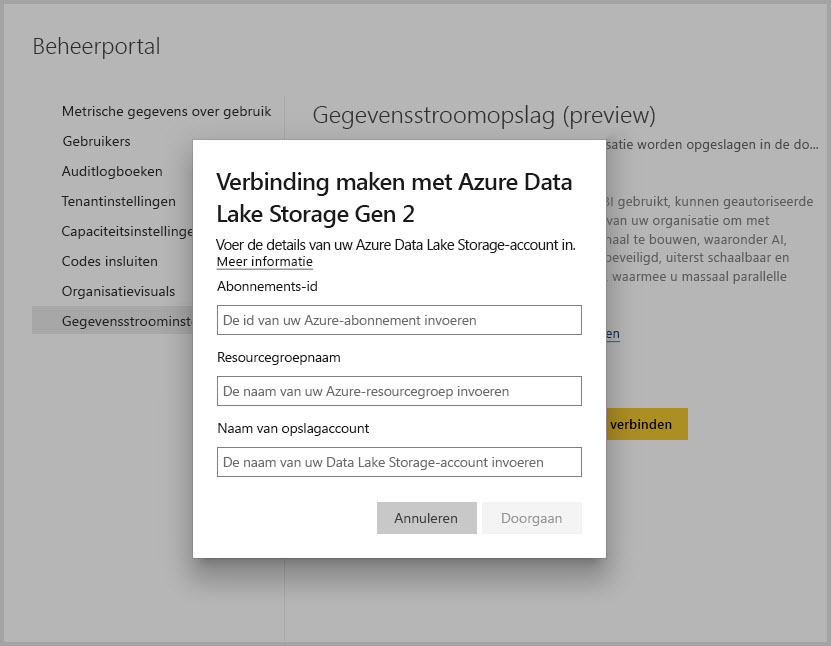 Beheerportal
Metrische gegevens over gebruik
Gebruikers
Auditlogboeken
Tenantinstellingen
Capaciteitsinstellinge
Codes insluiten
Organisatievisuals
Gegevensstroominst
Gegevensstroomopslag (preview)
satie worden opgeslagen in de do...
BI gebruikt, kunnen geautoriseerde
van uw organisatie om met
naal te bouwen, waaronder AI,
beveiligd, uiterst schaalbaar en
, waarmee u massaal parallelle
en
verbinden
Verbinding maken met Azure Data
Lake Storage Gen 2
Voer de details van uw Azure Data Lake Storage-account in.
Meer informatie
Abonnements-id
De id van uw Azure-abonnement invoeren
Resourcegroepnaam
De naam van uw Azure-resourcegroep invoeren
Naam van opslagaccount
De naam van uw Data Lake Storage-account invoeren
Annuleren
Doorgaan